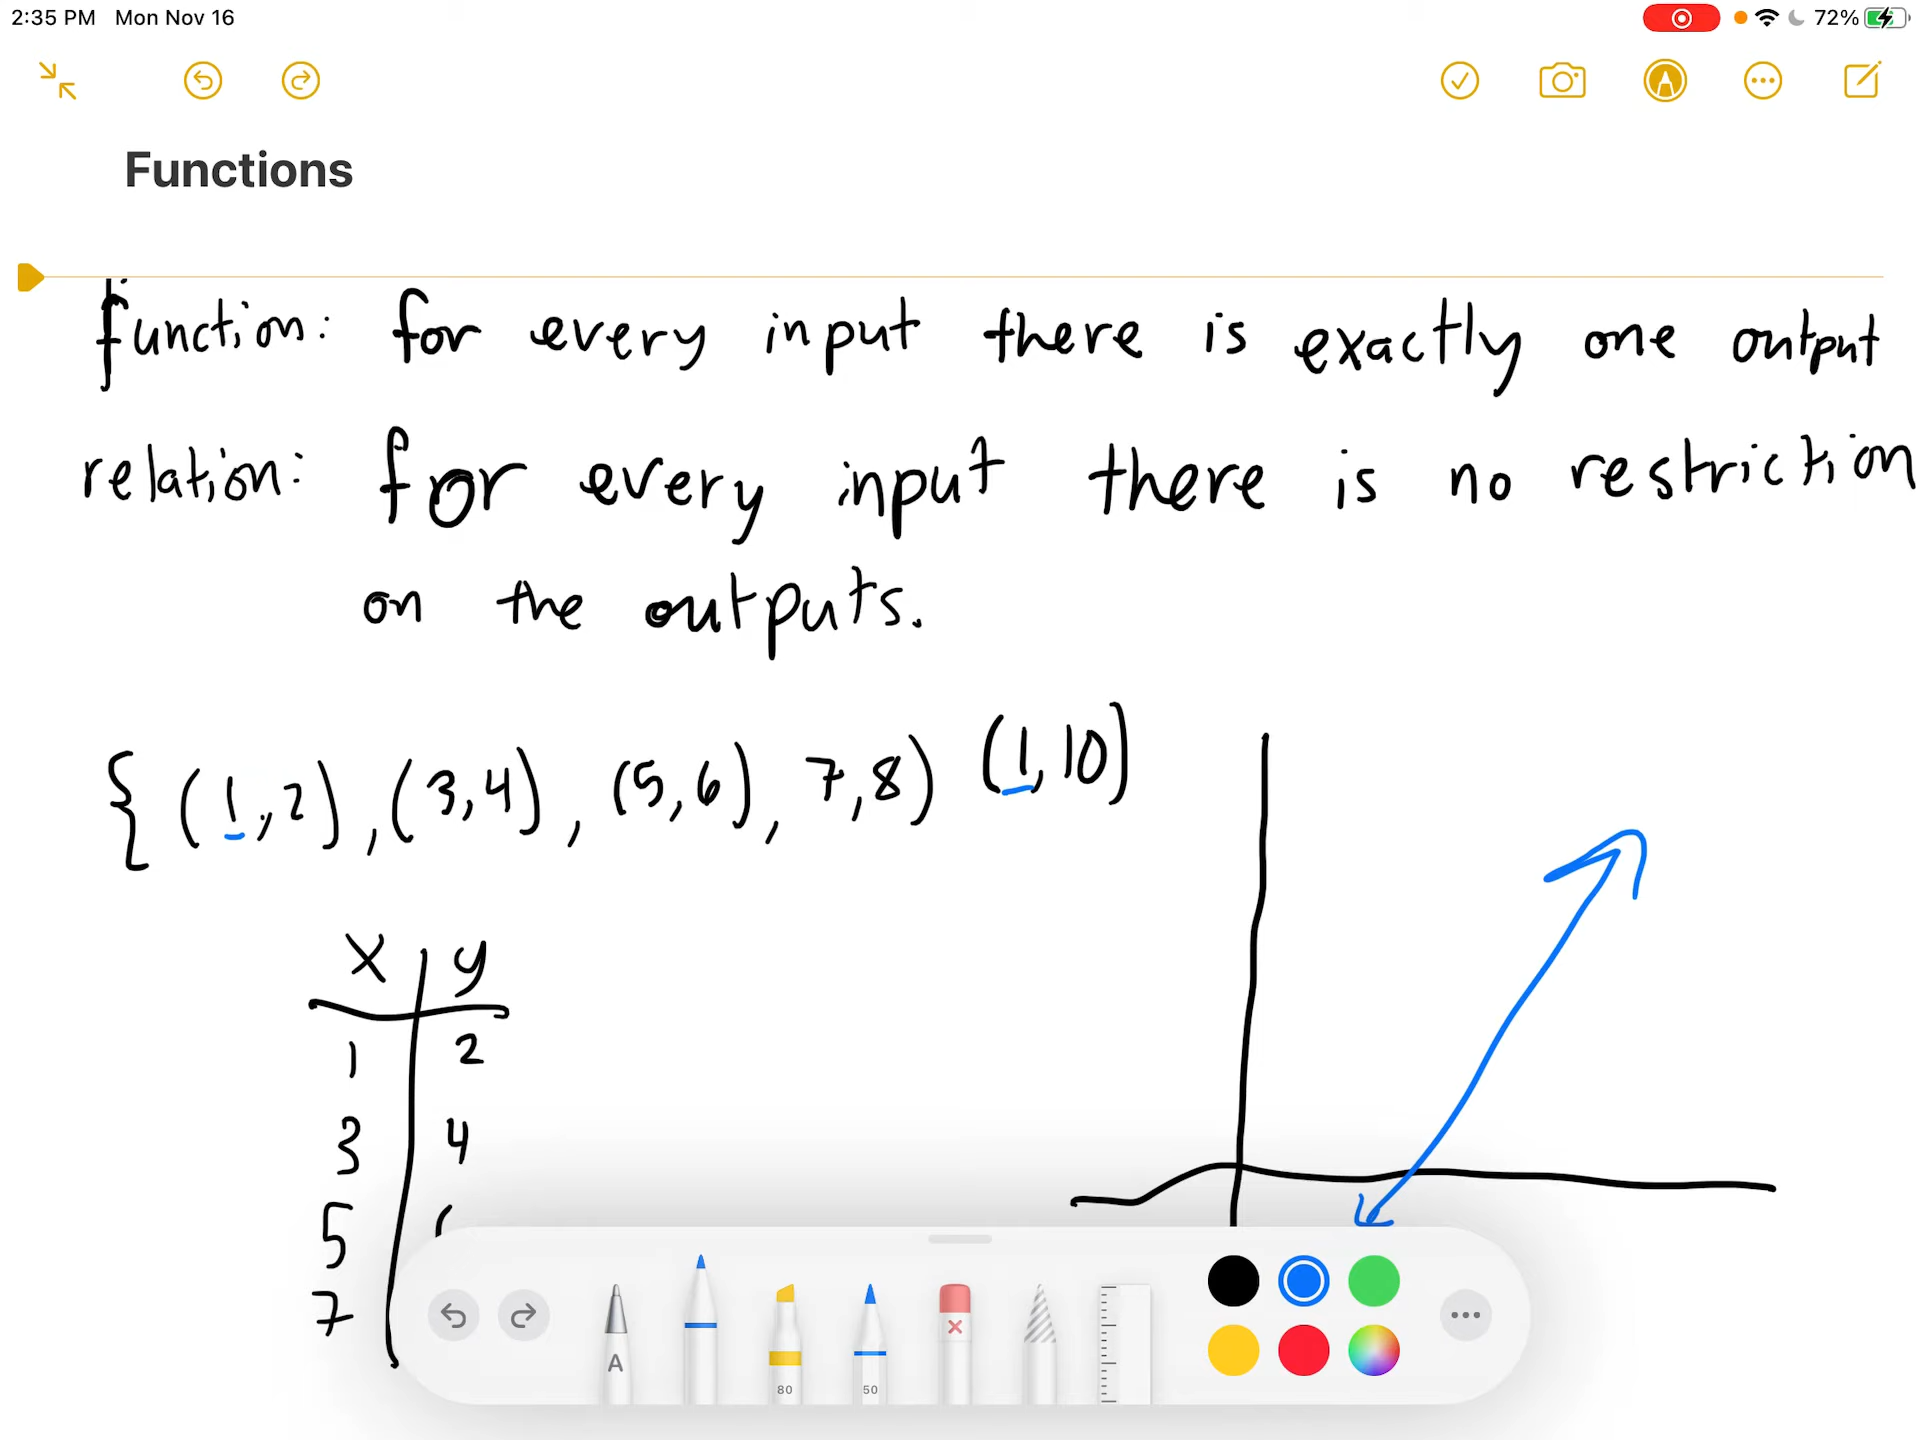 2:35 PM Mon Nov 16 72%
Functions
function: for every input there is exactly one output
relation: for every input there is no restriction
on the outputs.
{ (1,2), (3,4), (5,6), 7,8) (1,10)
x y
1 2
3 4
5
7
A 80 50